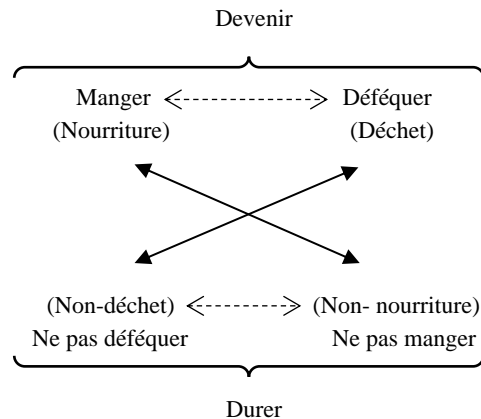 Devenir
Manger Déféquer
(Nourriture) (Déchet)
(Non-déchet) (Non- nourriture)
Ne pas déféquer Ne pas manger
Durer